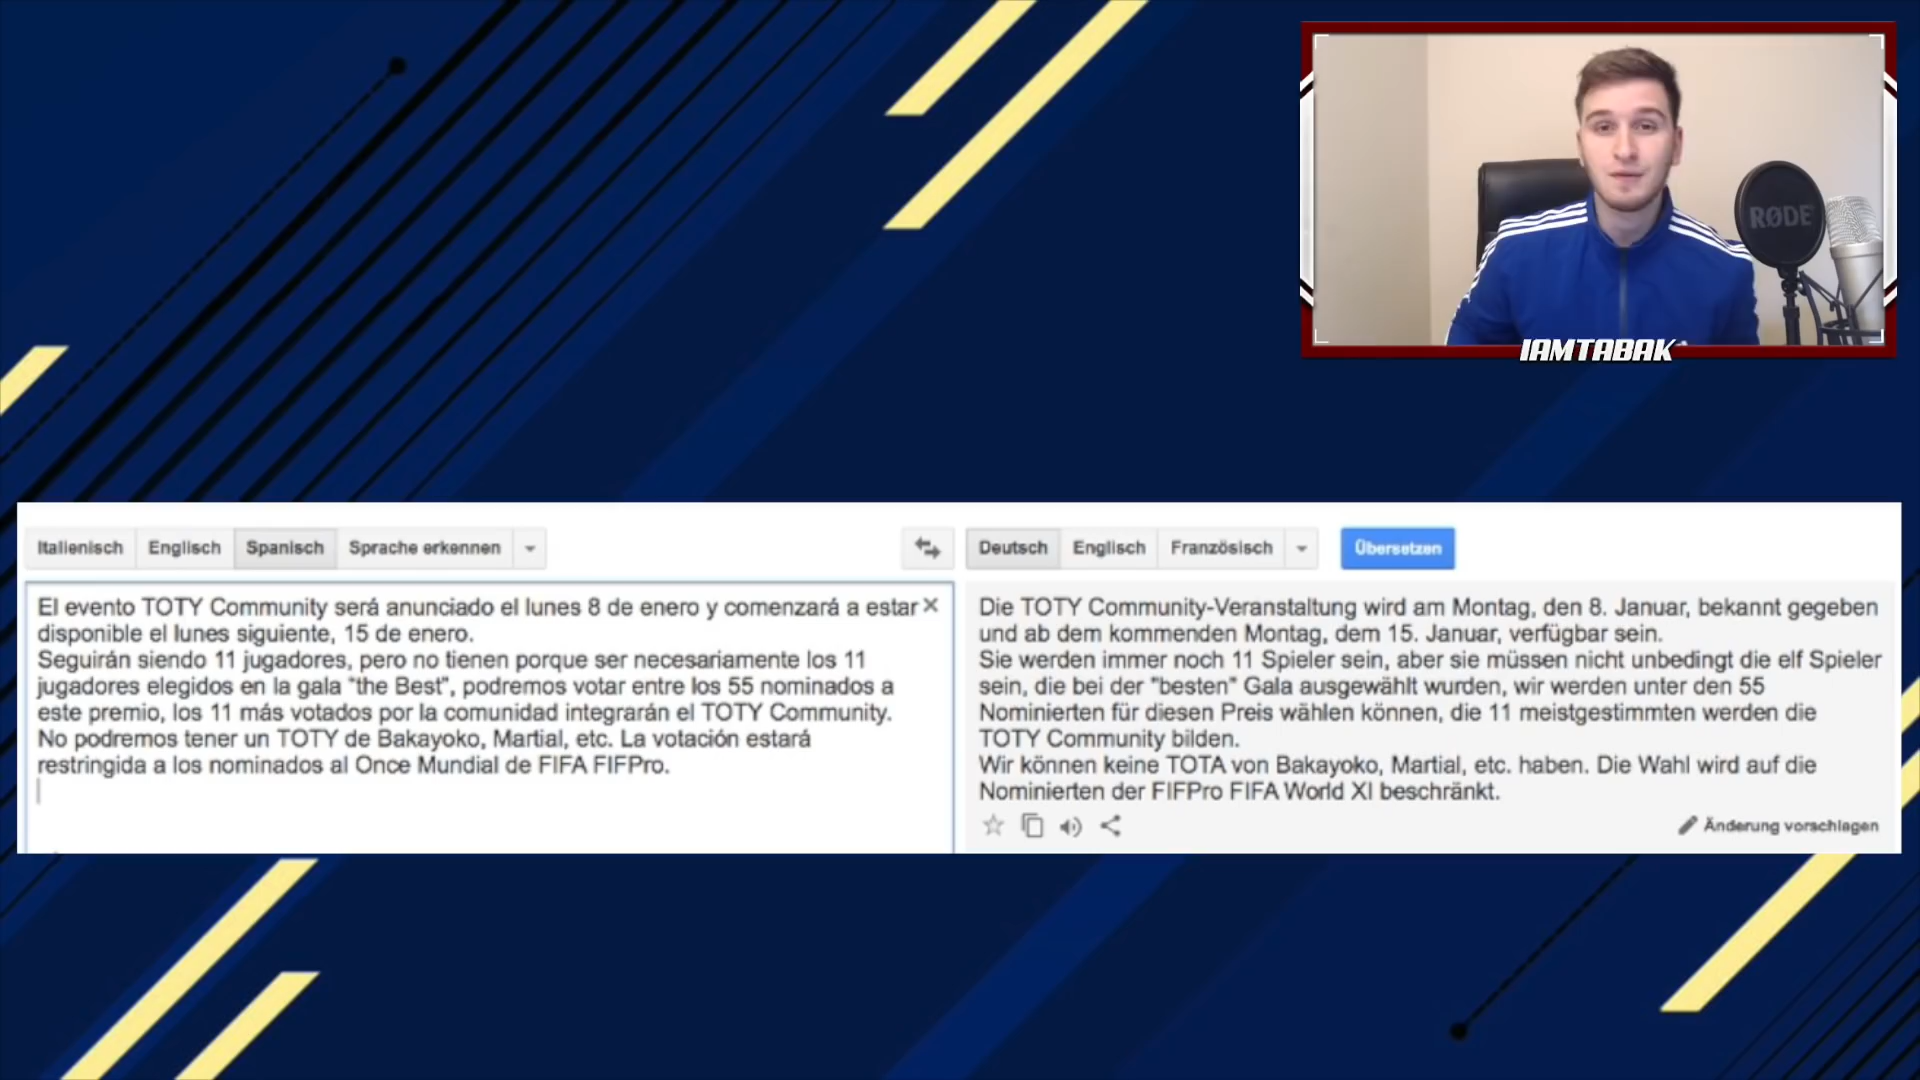 RØDE
IAMTABAK
Italienisch Englisch Spanisch Sprache erkennen
Deutsch Englisch Französisch Übersetzen
El evento TOTY Community será anunciado el lunes 8 de enero y comenzará a estar
disponible el lunes siguiente, 15 de enero.
Seguirán siendo 11 jugadores, pero no tienen porque ser necesariamente los 11
jugadores elegidos en la gala "the Best", podremos votar entre los 55 nominados a
este premio, los 11 más votados por la comunidad integrarán el TOTY Community.
No podremos tener un TOTY de Bakayoko, Martial, etc. La votación estará
restringida a los nominados al Once Mundial de FIFA FIFPro.
Die TOTY Community-Veranstaltung wird am Montag, den 8. Januar, bekannt gegeben
und ab dem kommenden Montag, dem 15. Januar, verfügbar sein.
Sie werden immer noch 11 Spieler sein, aber sie müssen nicht unbedingt die elf Spieler
sein, die bei der "besten" Gala ausgewählt wurden, wir werden unter den 55
Nominierten für diesen Preis wählen können, die 11 meistgestimmten werden die
TOTY Community bilden.
Wir können keine TOTA von Bakayoko, Martial, etc. haben. Die Wahl wird auf die
Nominierten der FIFPro FIFA World XI beschränkt.
Änderung vorschlagen